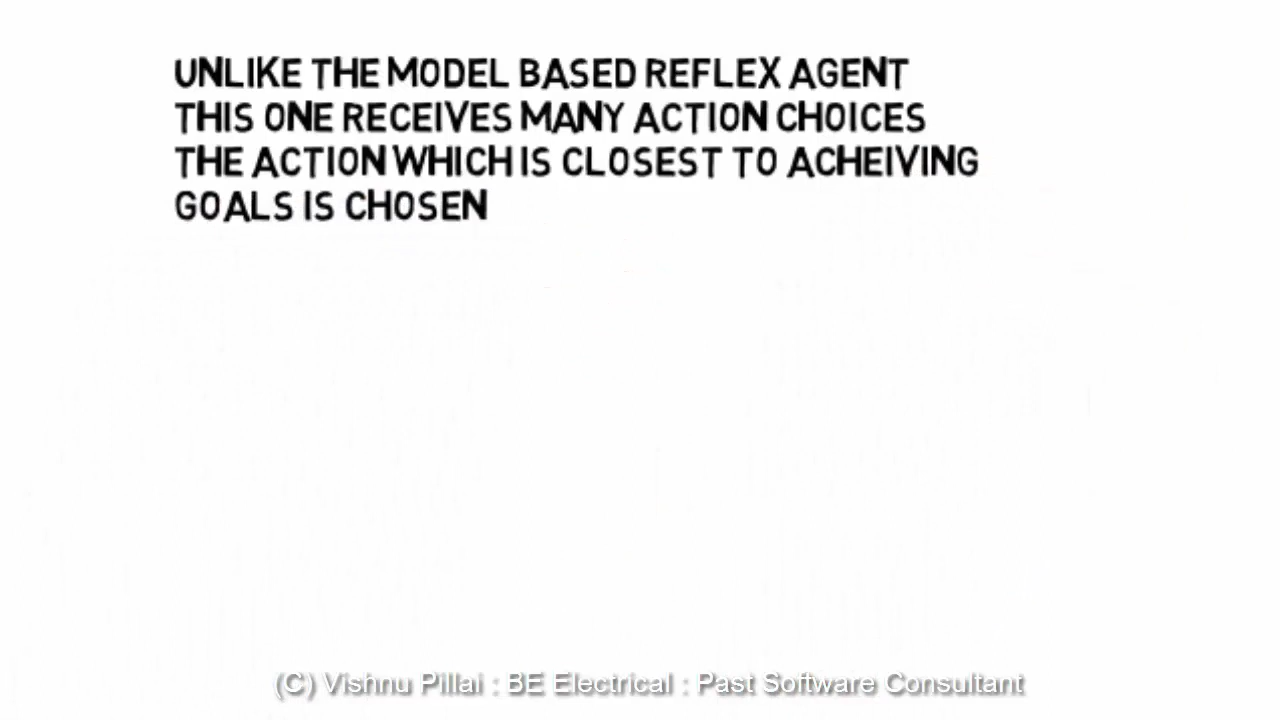 UNLIKE THE MODEL BASED REFLEX AGENT
THIS ONE RECEIVES MANY ACTION CHOICES
THE ACTION WHICH IS CLOSEST TO ACHEIVING
GOALS IS CHOSEN
(C) Vishnu Pillai : BE Electrical : Past Software Consultant